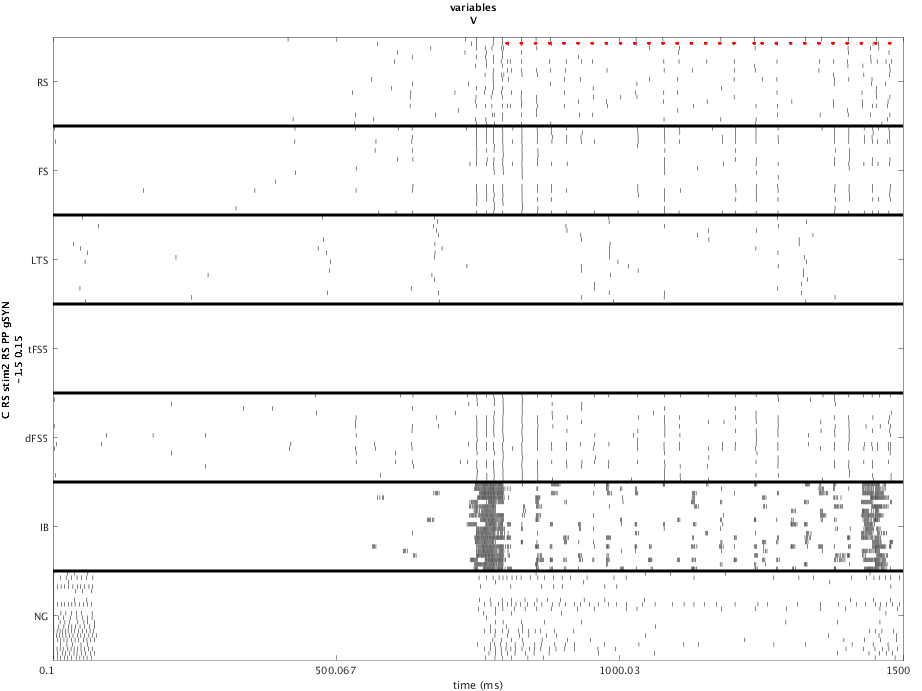 variables
V
C RS stim2 RS PP gSYN
-1.5 0.15
RS
FS
LTS
tFS5
dFS5
IB
NG
0.1
500.067
1000.03
1500
time (ms)